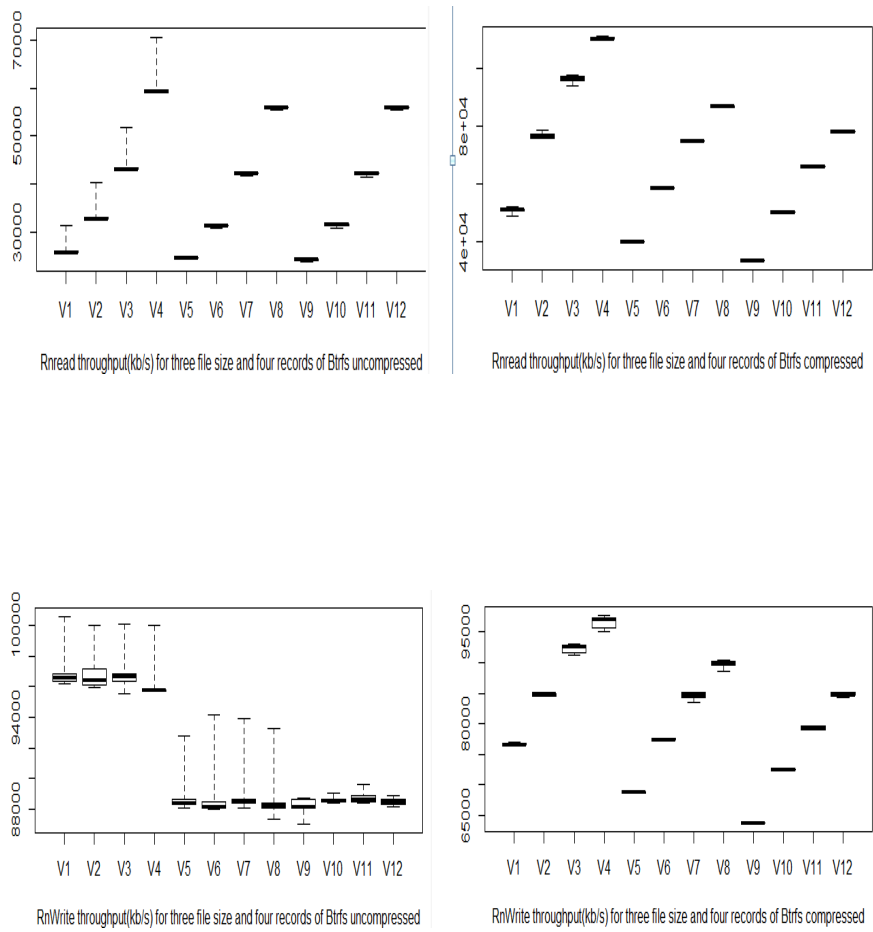 70000
50000
30000
V1 V2 V3 V4 V5 V6 V7 V8 V9 V10 V11 V12
Rnread throughput(kb/s) for three file size and four records of Btrfs uncompressed
8e+04
4e+04
V1 V2 V3 V4 V5 V6 V7 V8 V9 V10 V11 V12
Rnread throughput(kb/s) for three file size and four records of Btrfs compressed
100000
94000
88000
V1 V2 V3 V4 V5 V6 V7 V8 V9 V10 V11 V12
RnWrite throughput(kb/s) for three file size and four records of Btrfs uncompressed
95000
80000
65000
V1 V2 V3 V4 V5 V6 V7 V8 V9 V10 V11 V12
RnWrite throughput(kb/s) for three file size and four records of Btrfs compressed